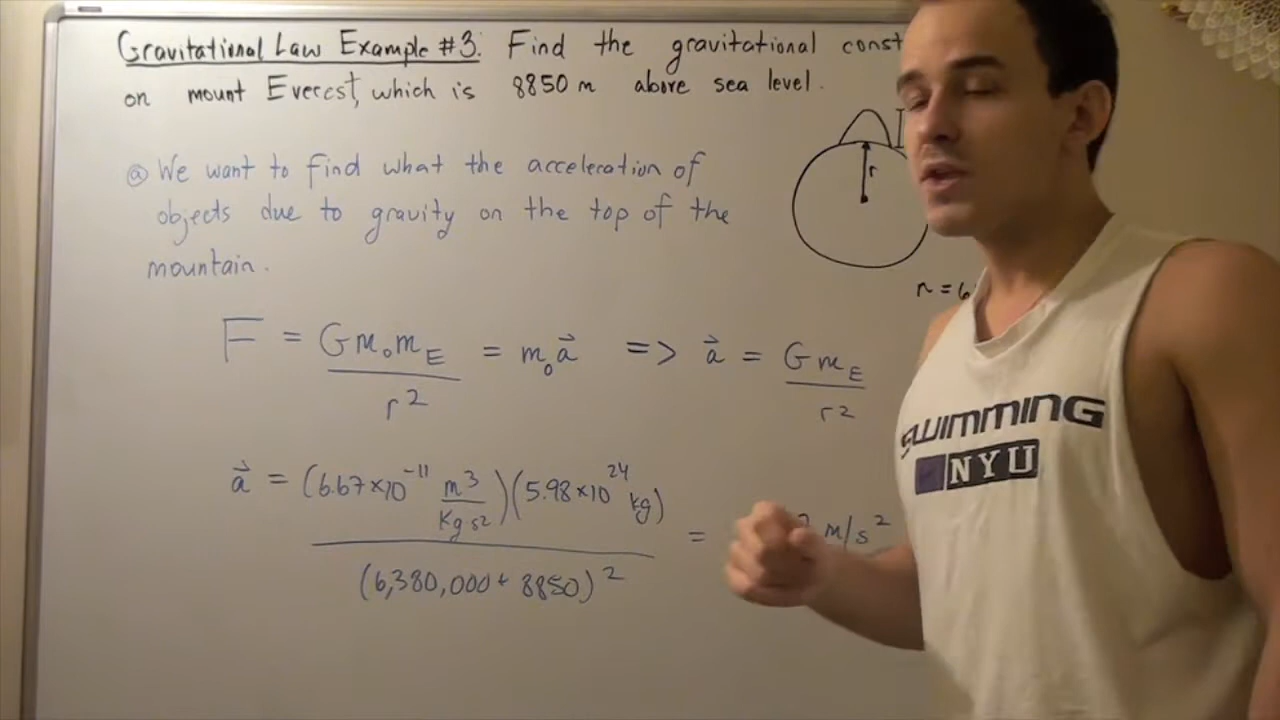 Gravitational Law Example #3: Find the gravitational const
on mount Everest, which is 8850 m above sea level.
@ We want to find what the acceleration of
objects due to gravity on the top of the
mountain.
r
r = 6
F = Gm₀m_E / r² = m₀a⃗ => a⃗ = Gm_E / r²
a⃗ = (6.67×10⁻¹¹ m³/kg·s²)(5.98×10²⁴ kg) / (6,380,000 + 8850)² = m/s²
SWIMMING
NYU